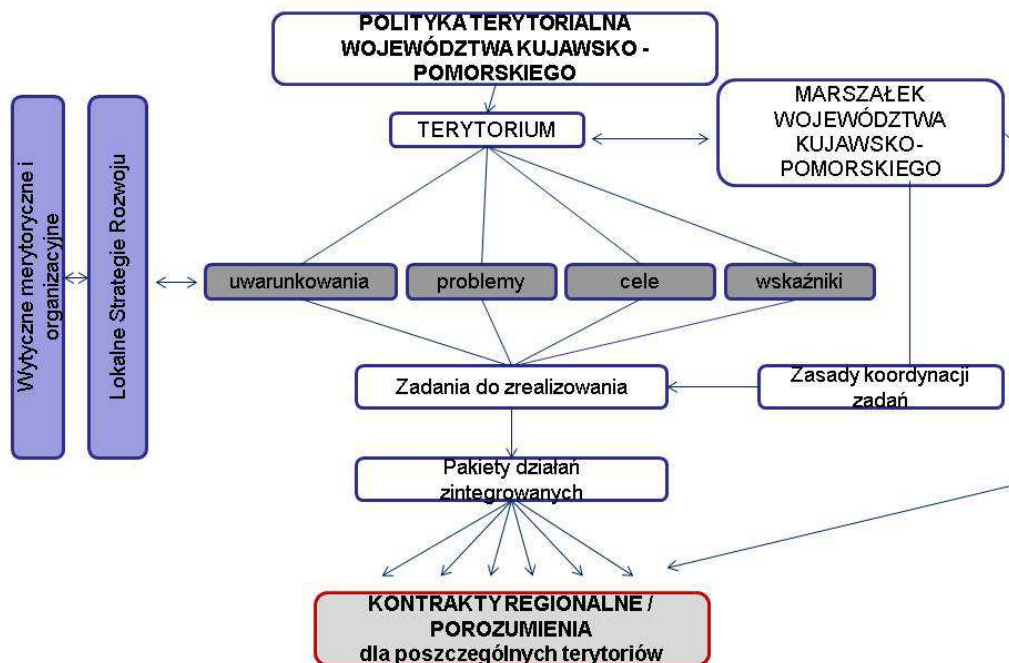 POLITYKA TERYTORIALNA
WOJEWÓDZTWA KUJAWSKO -
POMORSKIEGO
MARSZAŁEK
WOJEWÓDZTWA
KUJAWSKO-
POMORSKIEGO
TERYTORIUM
Wytyczne merytoryczne i
organizacyjne
Lokalne Strategie Rozwoju
uwarunkowania
problemy
cele
wskaźniki
Zadania do zrealizowania
Zasady koordynacji
zadań
Pakiety działań
zintegrowanych
KONTRAKTY REGIONALNE /
POROZUMIENIA
dla poszczególnych terytoriów